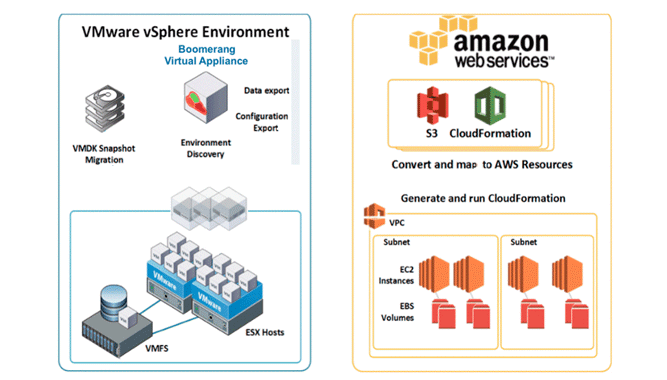 VMware vSphere Environment
Boomerang
Virtual Appliance
Data export
Configuration
Export
VMDK Snapshot
Migration
Environment
Discovery
VMware
VMware
VMFS
ESX Hosts
amazon
web services™
S3
CloudFormation
Convert and map to AWS Resources
Generate and run CloudFormation
VPC
Subnet
Subnet
EC2
Instances
EBS
Volumes